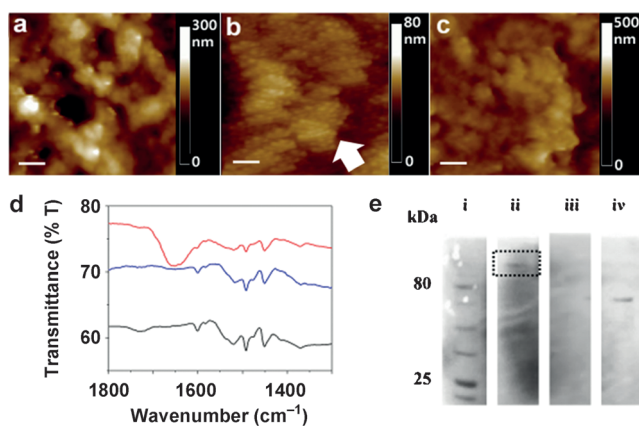 a
300
nm
0
b
80
nm
0
c
500
nm
0
d
80
70
60
Transmittance (% T)
1800
1600
1400
Wavenumber (cm−1)
e
kDa
i
ii
iii
iv
80
25